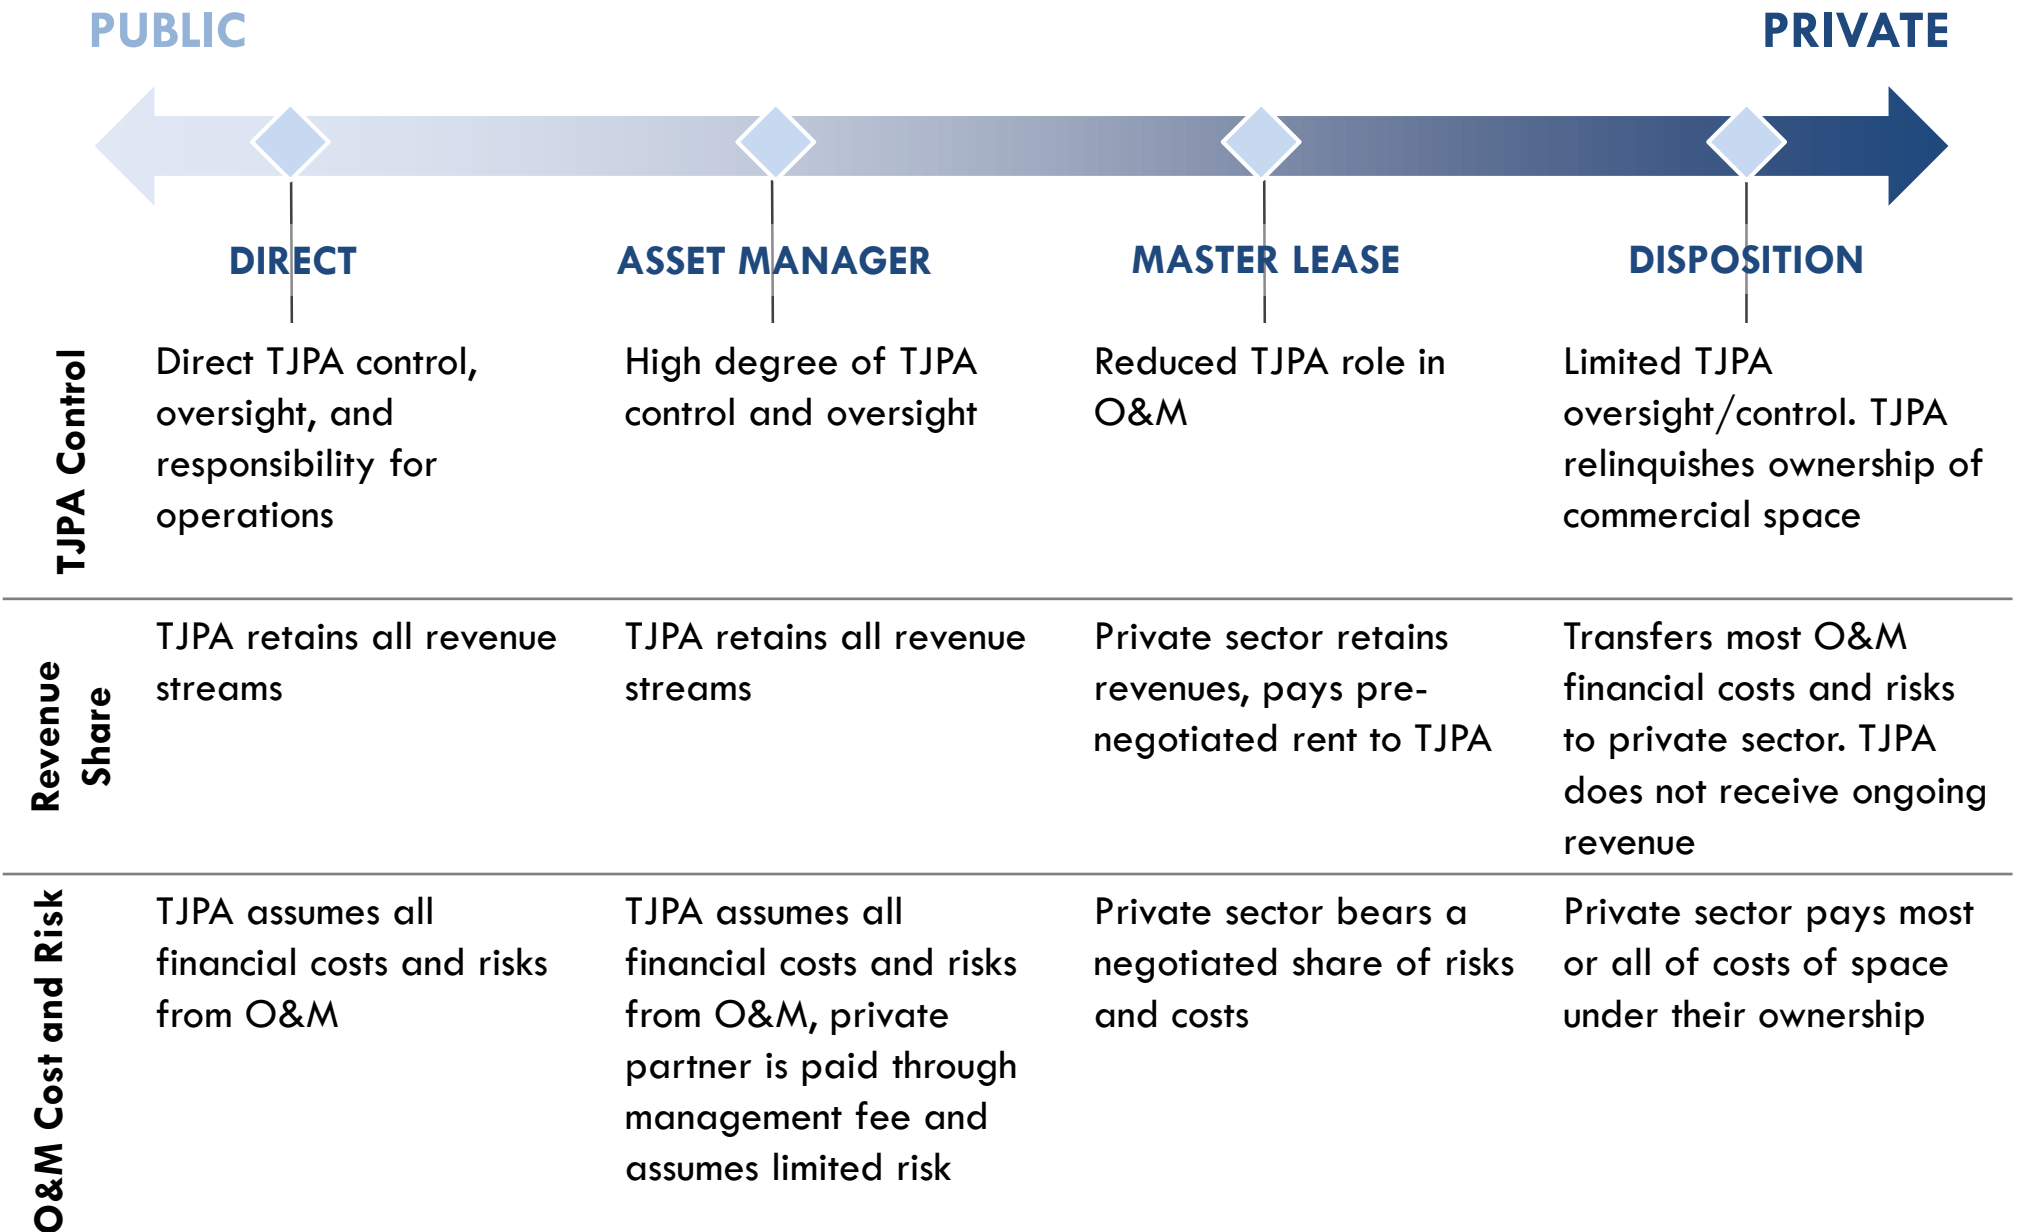 PUBLIC
PRIVATE
DIRECT
ASSET MANAGER
MASTER LEASE
DISPOSITION
TJPA Control
Direct TJPA control,
oversight, and
responsibility for
operations
High degree of TJPA
control and oversight
Reduced TJPA role in
O&M
Limited TJPA
oversight/control. TJPA
relinquishes ownership of
commercial space
Revenue
Share
TJPA retains all revenue
streams
TJPA retains all revenue
streams
Private sector retains
revenues, pays pre-
negotiated rent to TJPA
Transfers most O&M
financial costs and risks
to private sector. TJPA
does not receive ongoing
revenue
O&M Cost and Risk
TJPA assumes all
financial costs and risks
from O&M
TJPA assumes all
financial costs and risks
from O&M, private
partner is paid through
management fee and
assumes limited risk
Private sector bears a
negotiated share of risks
and costs
Private sector pays most
or all of costs of space
under their ownership